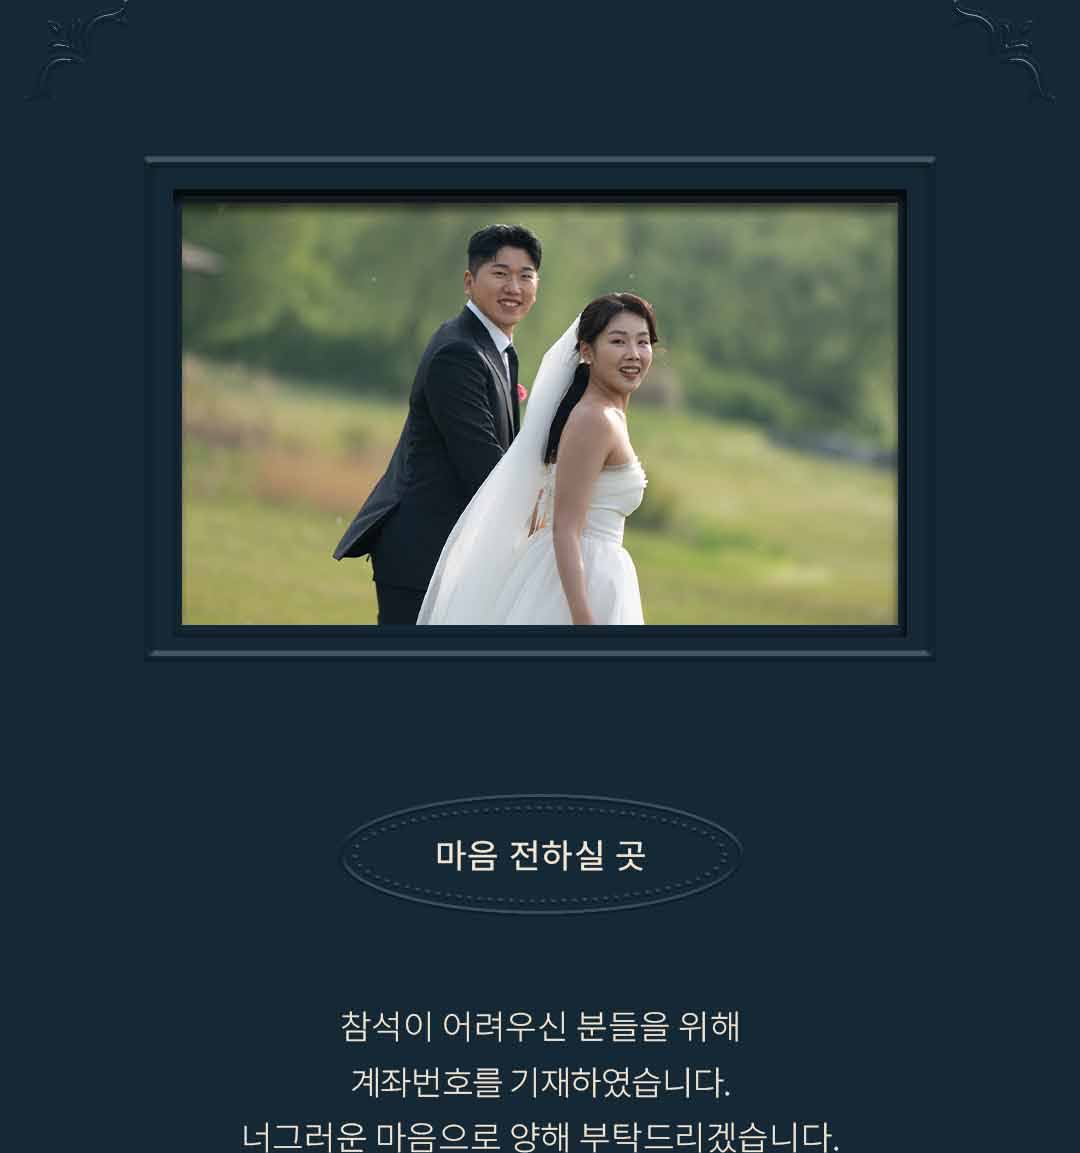 마음 전하실 곳
참석이 어려우신 분들을 위해
계좌번호를 기재하였습니다.
너그러운 마음으로 양해 부탁드리겠습니다.